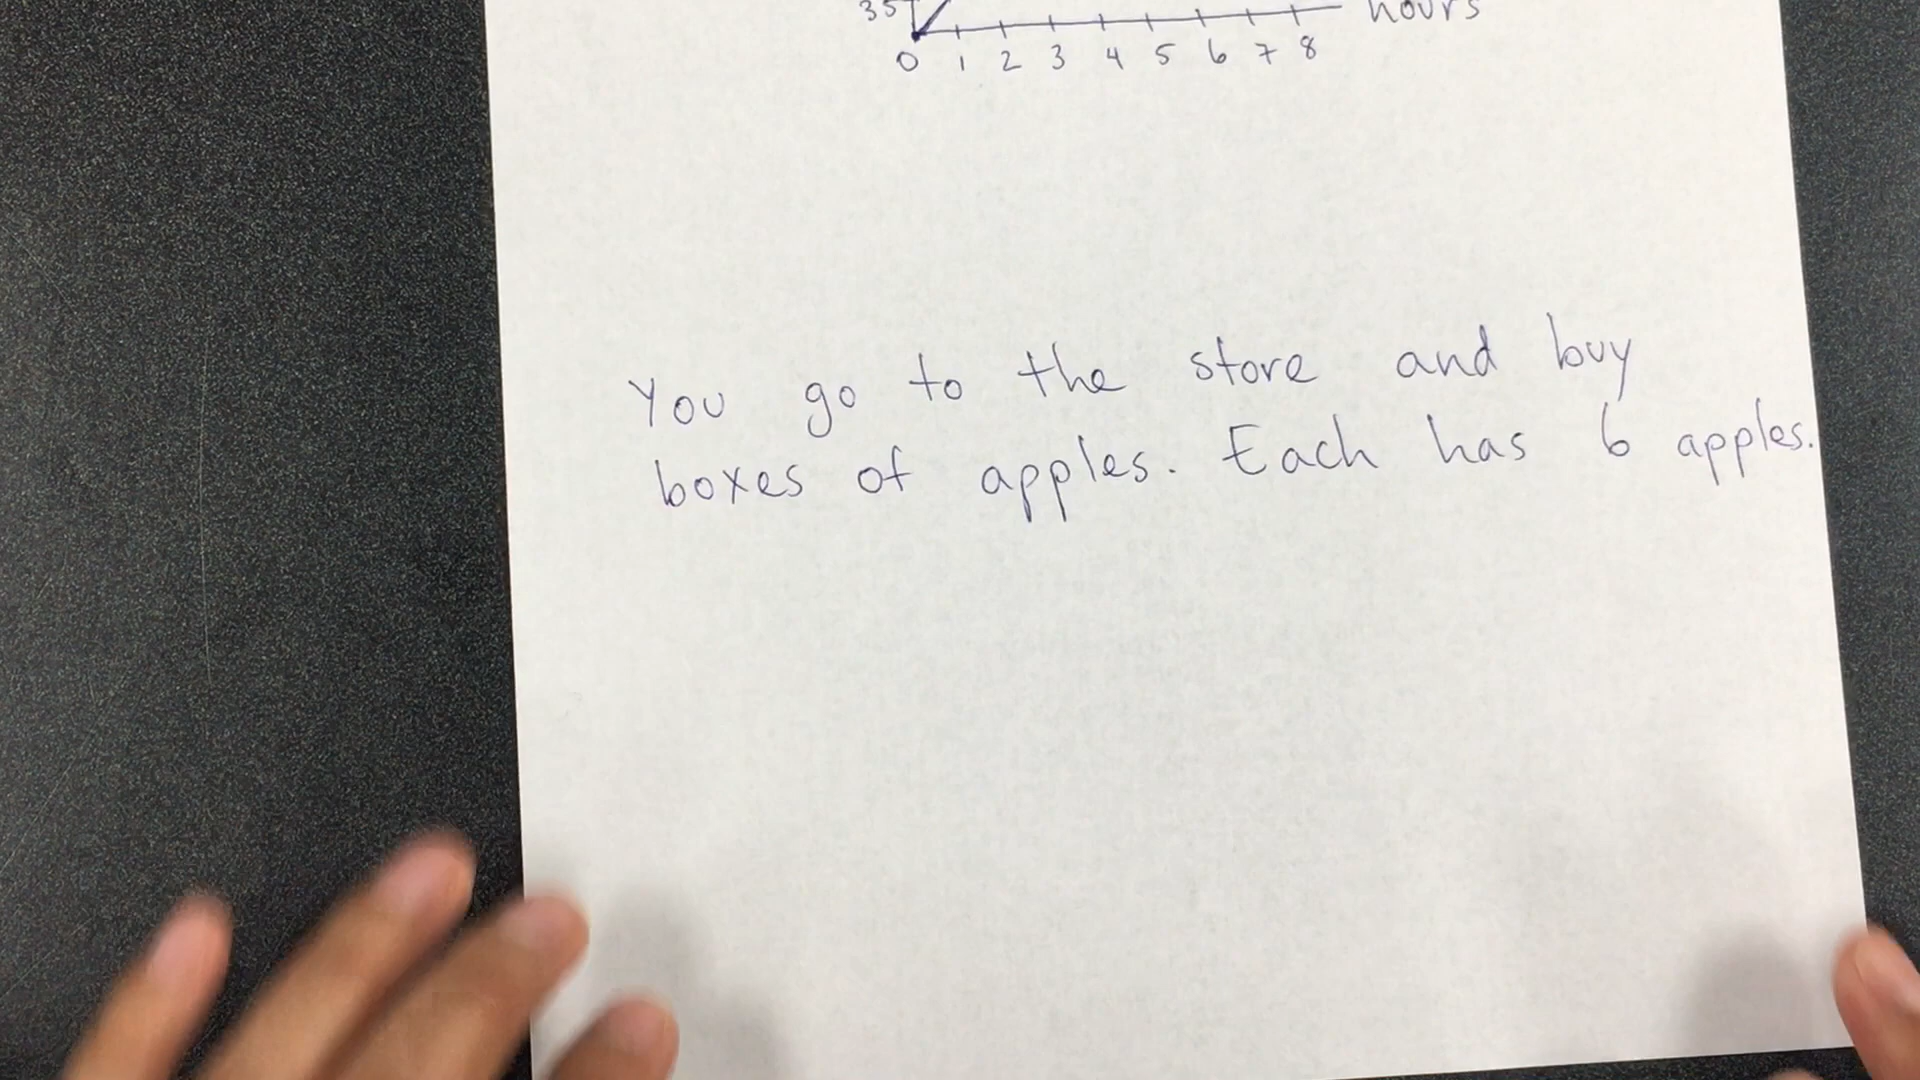 35
hours
0 1 2 3 4 5 6 7 8
You go to the store and buy
boxes of apples. Each has 6 apples.